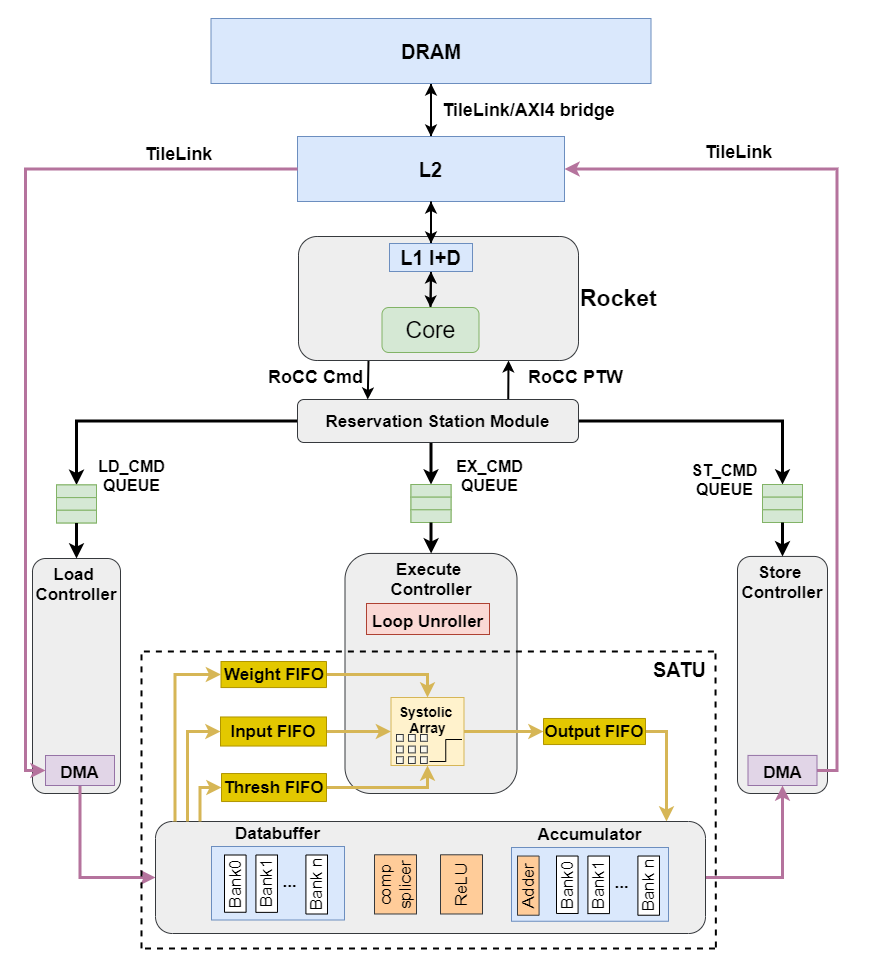 DRAM
TileLink/AXI4 bridge
TileLink
L2
TileLink
L1 I+D
Rocket
Core
RoCC Cmd
RoCC PTW
Reservation Station Module
LD_CMD
QUEUE
EX_CMD
QUEUE
ST_CMD
QUEUE
Load
Controller
Execute
Controller
Store
Controller
Loop Unroller
SATU
Weight FIFO
Systolic
Array
Input FIFO
Output FIFO
Thresh FIFO
DMA
DMA
Databuffer
Accumulator
Bank0
Bank1
...
Bank n
comp
splicer
ReLU
Adder
Bank0
Bank1
...
Bank n